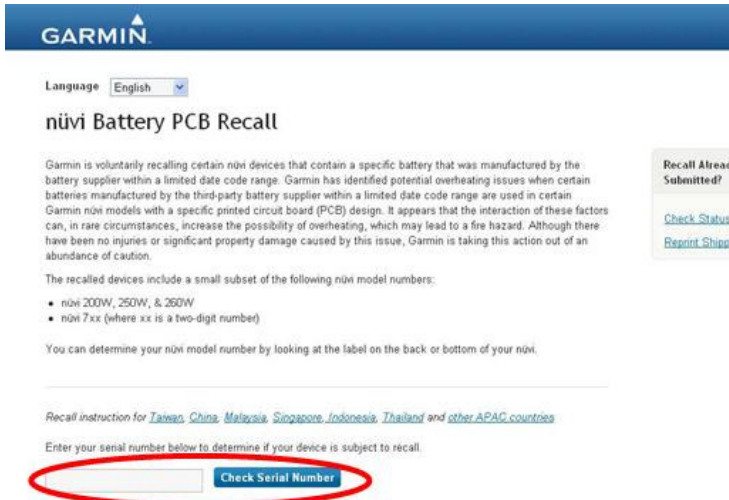 GARMIN.
Language English
nüvi Battery PCB Recall
Garmin is voluntarily recalling certain nüvi devices that contain a specific battery that was manufactured by the
battery supplier within a limited date code range. Garmin has identified potential overheating issues when certain
batteries manufactured by the third-party battery supplier within a limited date code range are used in certain
Garmin nüvi models with a specific printed circuit board (PCB) design. It appears that the interaction of these factors
can, in rare circumstances, increase the possibility of overheating, which may lead to a fire hazard. Although there
have been no injuries or significant property damage caused by this issue, Garmin is taking this action out of an
abundance of caution.
The recalled devices include a small subset of the following nüvi model numbers:
• nüvi 200W, 250W, & 260W
• nüvi 7xx (where xx is a two-digit number)
You can determine your nüvi model number by looking at the label on the back or bottom of your nüvi.
Recall instruction for Taiwan, China, Malaysia, Singapore, Indonesia, Thailand and other APAC countries
Enter your serial number below to determine if your device is subject to recall.
Check Serial Number
Recall Alread
Submitted?
Check Status
Reprint Shipp